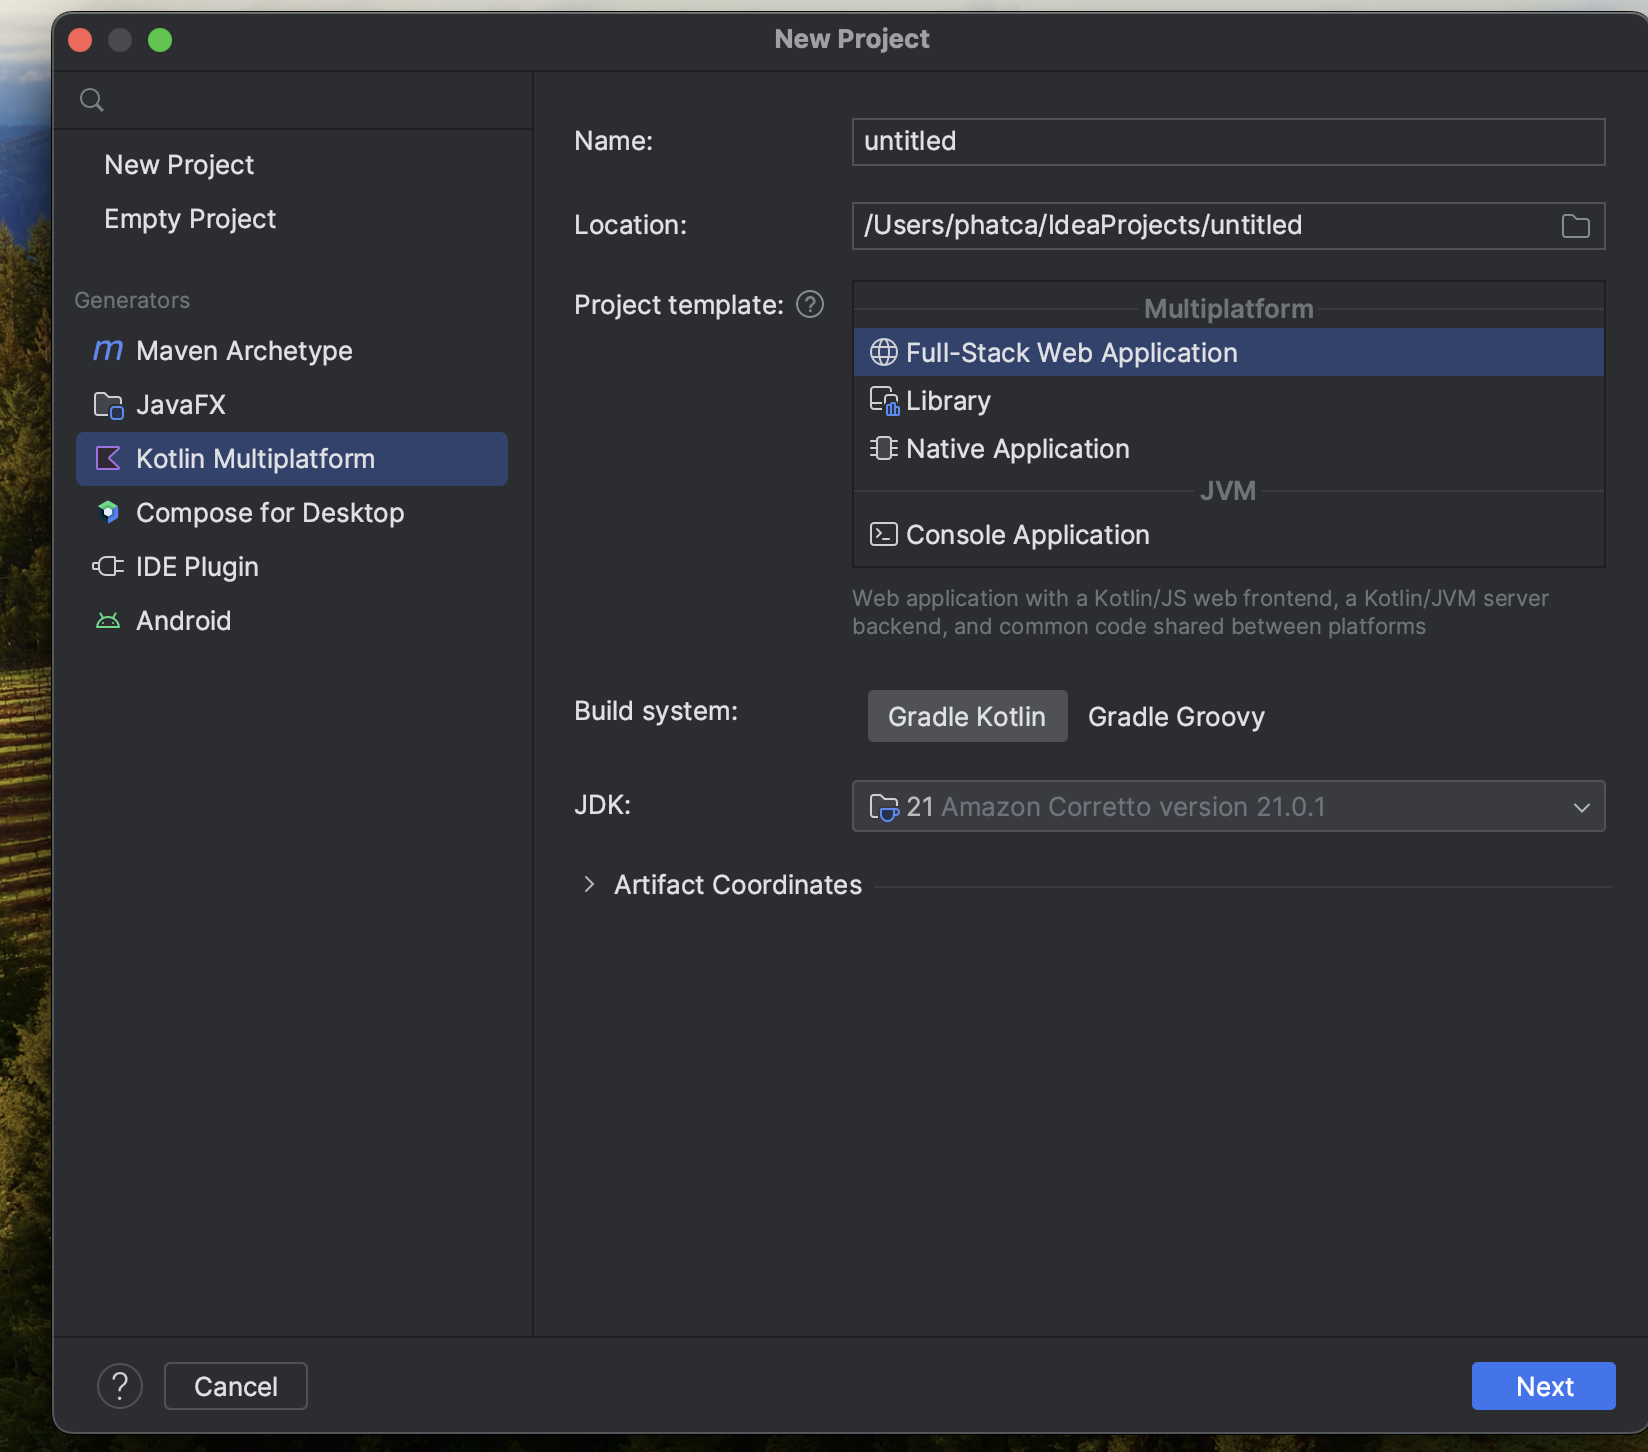 New Project
New Project
Empty Project
Generators
Maven Archetype
JavaFX
Kotlin Multiplatform
Compose for Desktop
IDE Plugin
Android
Name:
untitled
Location:
/Users/phatca/IdeaProjects/untitled
Project template: ?
Multiplatform
Full-Stack Web Application
Library
Native Application
JVM
Console Application
Web application with a Kotlin/JS web frontend, a Kotlin/JVM server
backend, and common code shared between platforms
Build system:
Gradle Kotlin Gradle Groovy
JDK:
21 Amazon Corretto version 21.0.1
Artifact Coordinates
? Cancel
Next